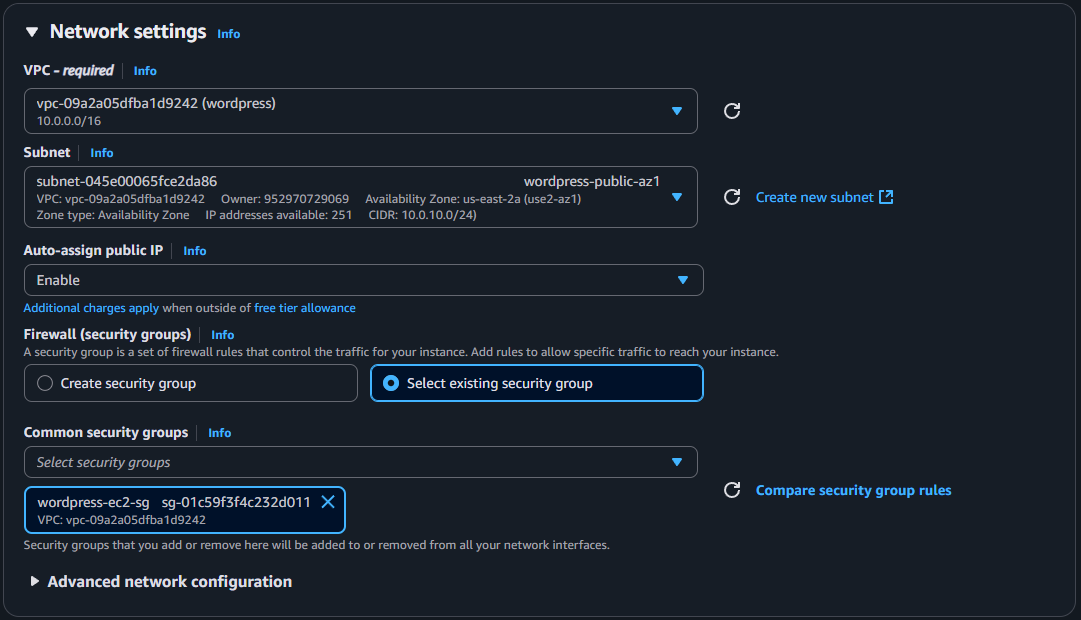 Network settings Info
VPC – required Info
vpc-09a2a05dfba1d9242 (wordpress)
10.0.0.0/16
Subnet Info
subnet-045e00065fce2da86 wordpress-public-az1
VPC: vpc-09a2a05dfba1d9242 Owner: 952970729069 Availability Zone: us-east-2a (use2-az1)
Zone type: Availability Zone IP addresses available: 251 CIDR: 10.0.10.0/24)
Create new subnet
Auto-assign public IP Info
Enable
Additional charges apply when outside of free tier allowance
Firewall (security groups) Info
A security group is a set of firewall rules that control the traffic for your instance. Add rules to allow specific traffic to reach your instance.
Create security group Select existing security group
Common security groups Info
Select security groups
wordpress-ec2-sg sg-01c59f3f4c232d011
VPC: vpc-09a2a05dfba1d9242
Compare security group rules
Security groups that you add or remove here will be added to or removed from all your network interfaces.
Advanced network configuration